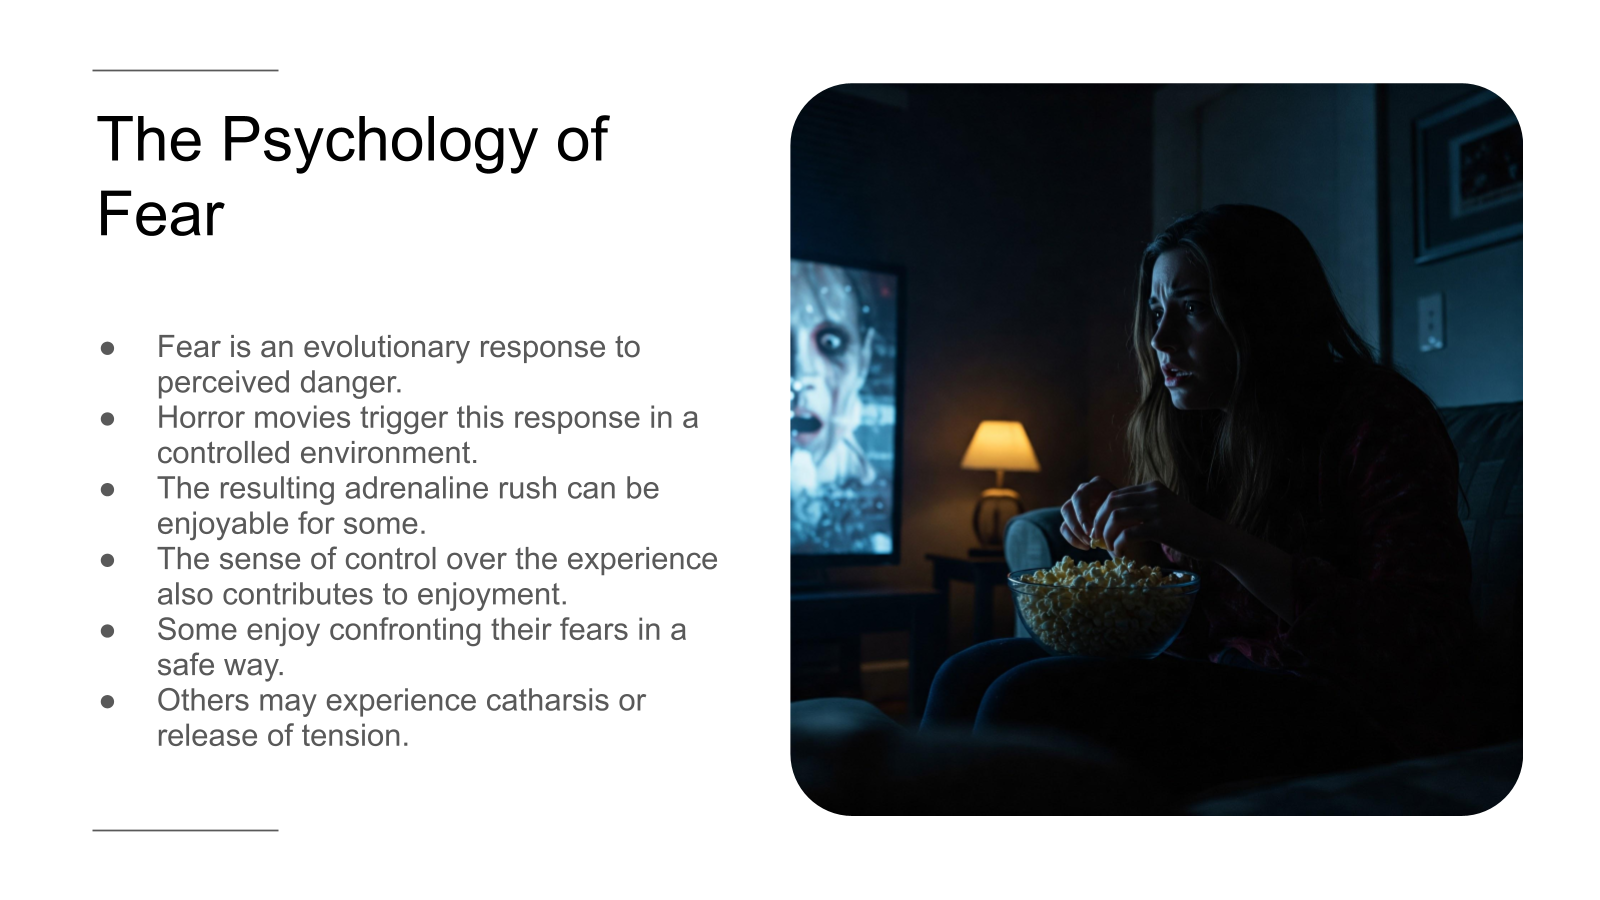 The Psychology of
Fear
● Fear is an evolutionary response to
perceived danger.
● Horror movies trigger this response in a
controlled environment.
● The resulting adrenaline rush can be
enjoyable for some.
● The sense of control over the experience
also contributes to enjoyment.
● Some enjoy confronting their fears in a
safe way.
● Others may experience catharsis or
release of tension.